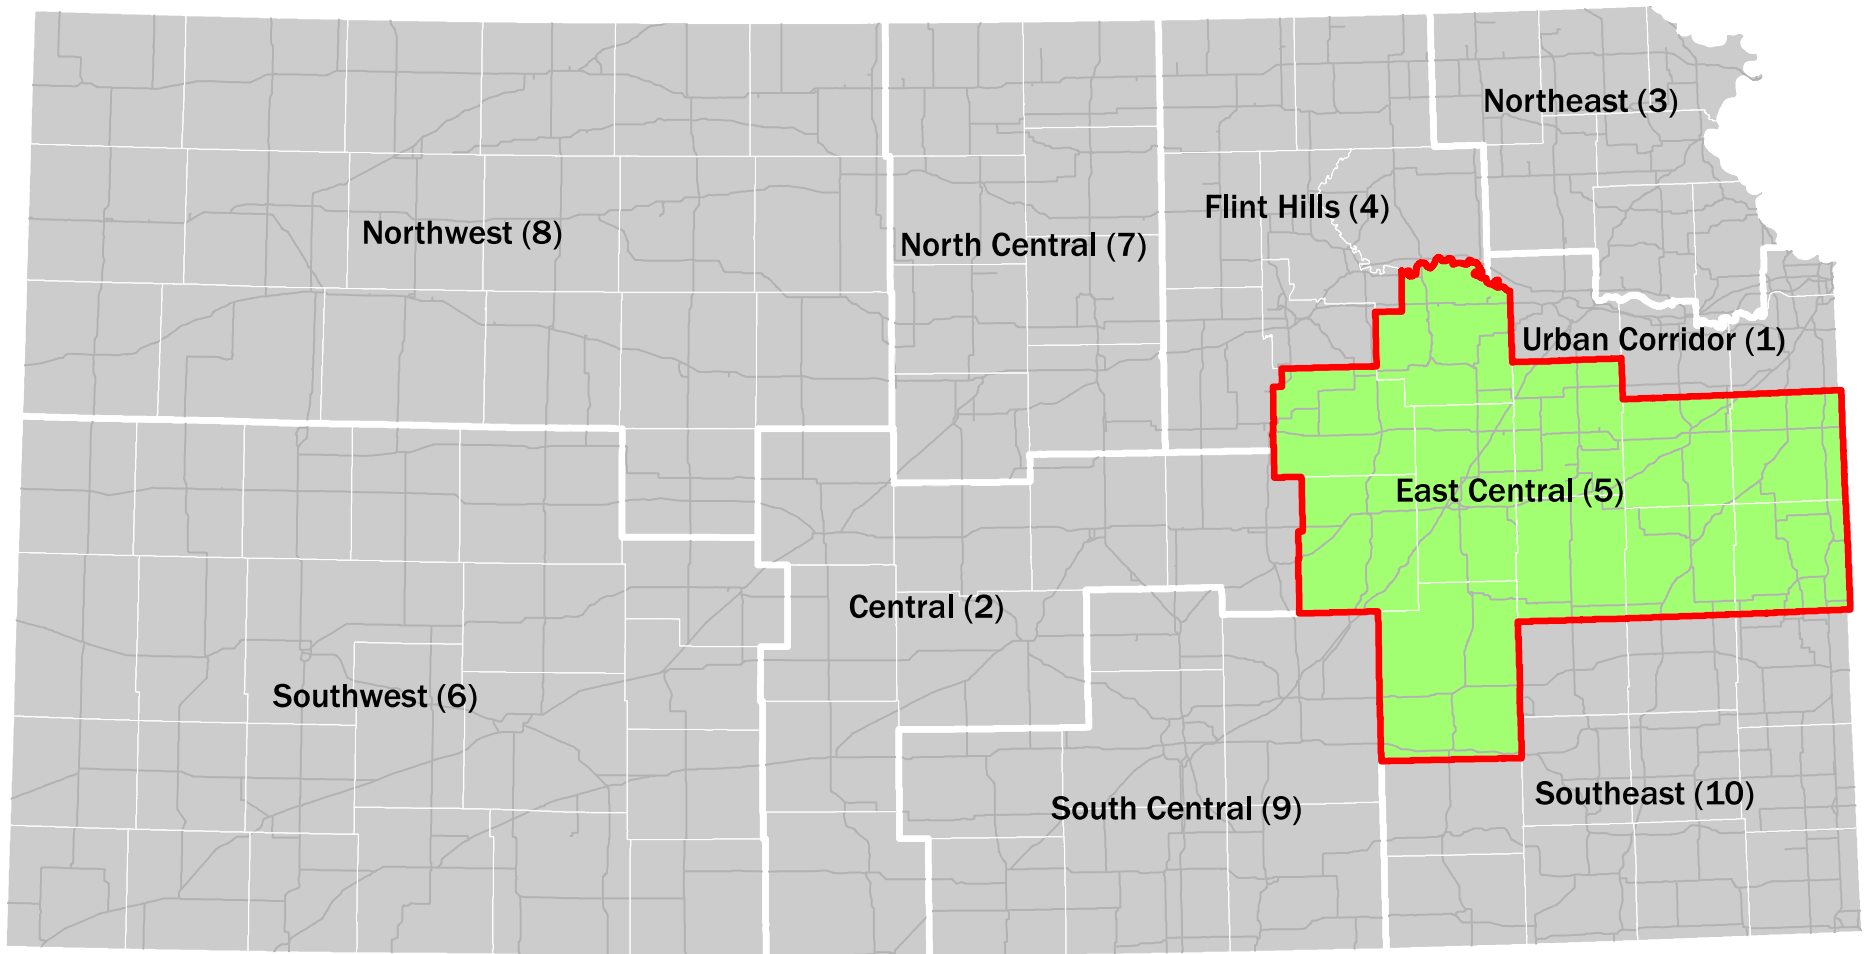 Northeast (3)
Flint Hills (4)
Northwest (8)
North Central (7)
Urban Corridor (1)
East Central (5)
Central (2)
Southwest (6)
Southeast (10)
South Central (9)